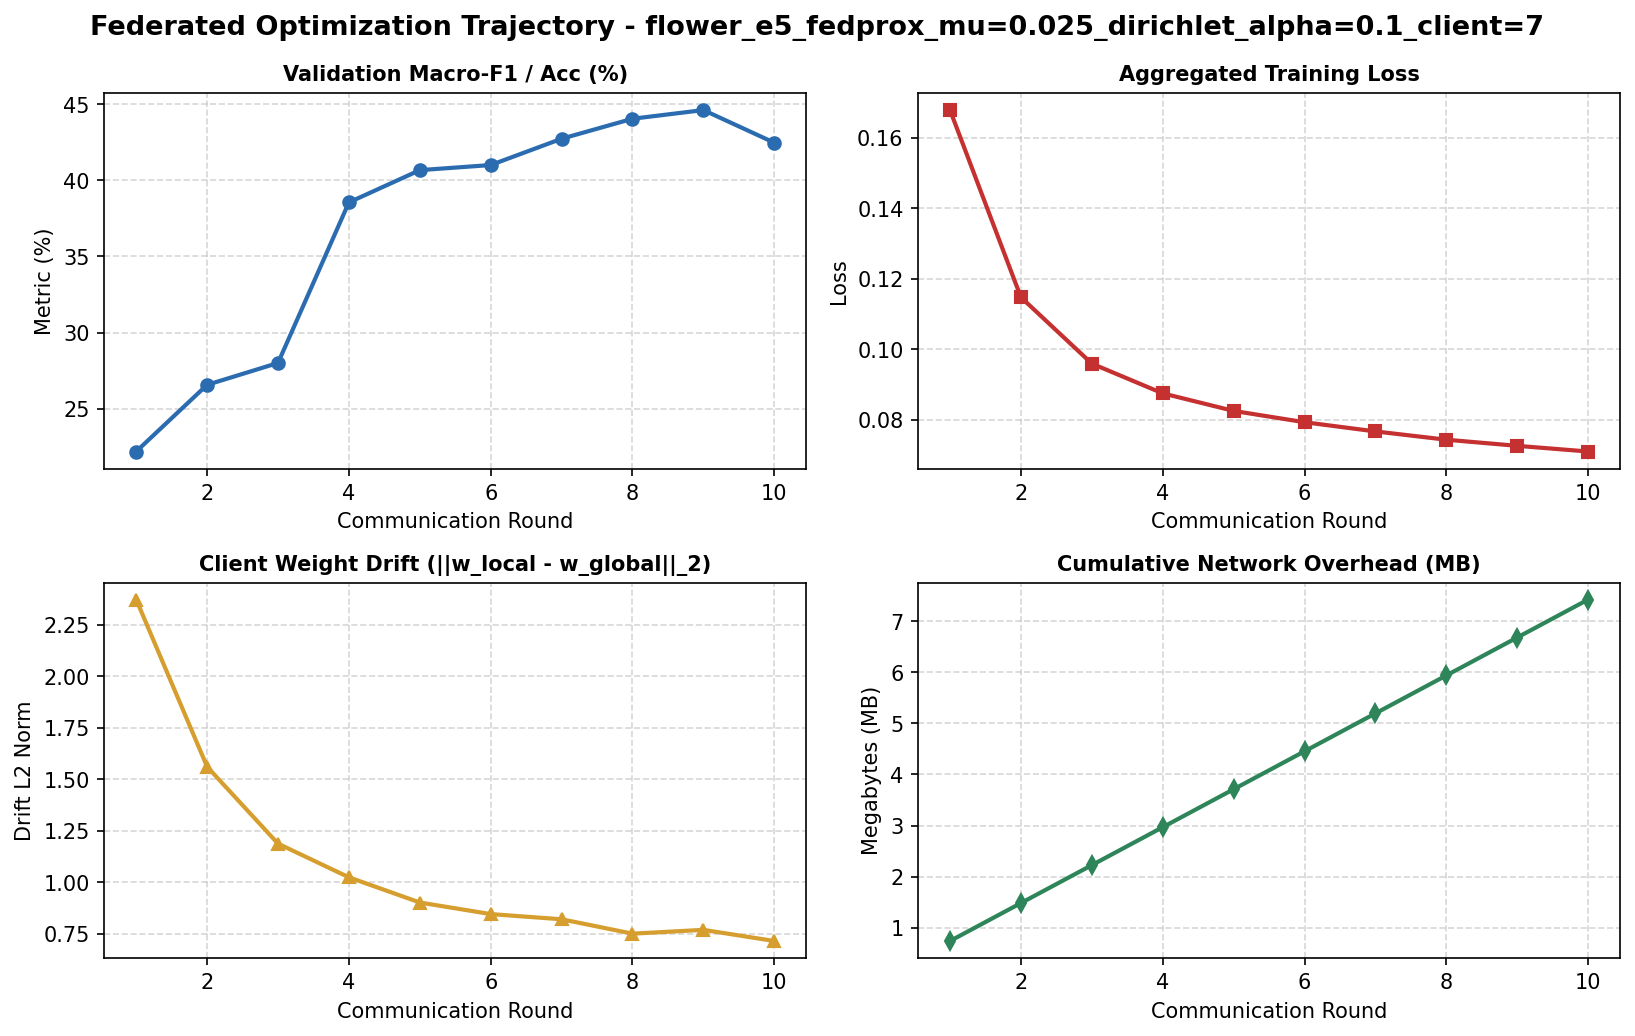 Federated Optimization Trajectory - flower_e5_fedprox_mu=0.025_dirichlet_alpha=0.1_client=7
Validation Macro-F1 / Acc (%)
Metric (%)
45
40
35
30
25
2 4 6 8 10
Communication Round
Aggregated Training Loss
Loss
0.16
0.14
0.12
0.10
0.08
2 4 6 8 10
Communication Round
Client Weight Drift (||w_local - w_global||_2)
Drift L2 Norm
2.25
2.00
1.75
1.50
1.25
1.00
0.75
2 4 6 8 10
Communication Round
Cumulative Network Overhead (MB)
Megabytes (MB)
7
6
5
4
3
2
1
2 4 6 8 10
Communication Round